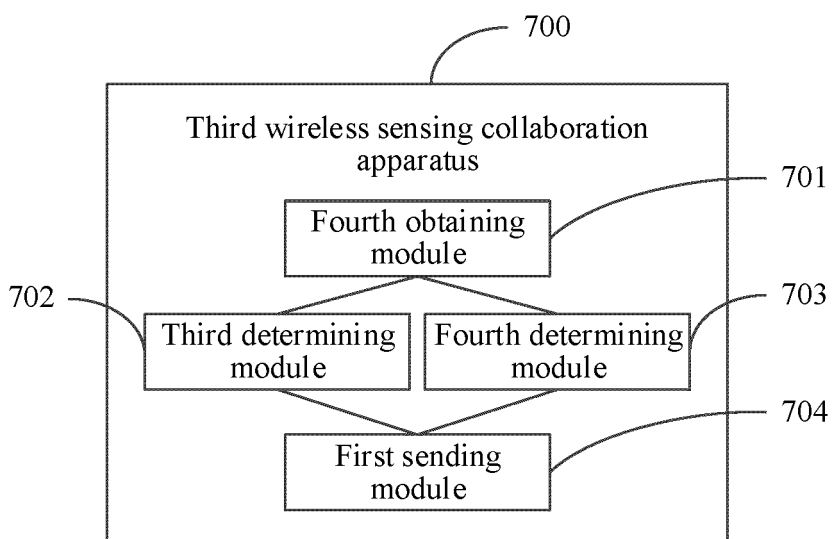 700
Third wireless sensing collaboration
apparatus
701
Fourth obtaining
module
702
703
Third determining
module
Fourth determining
module
704
First sending
module